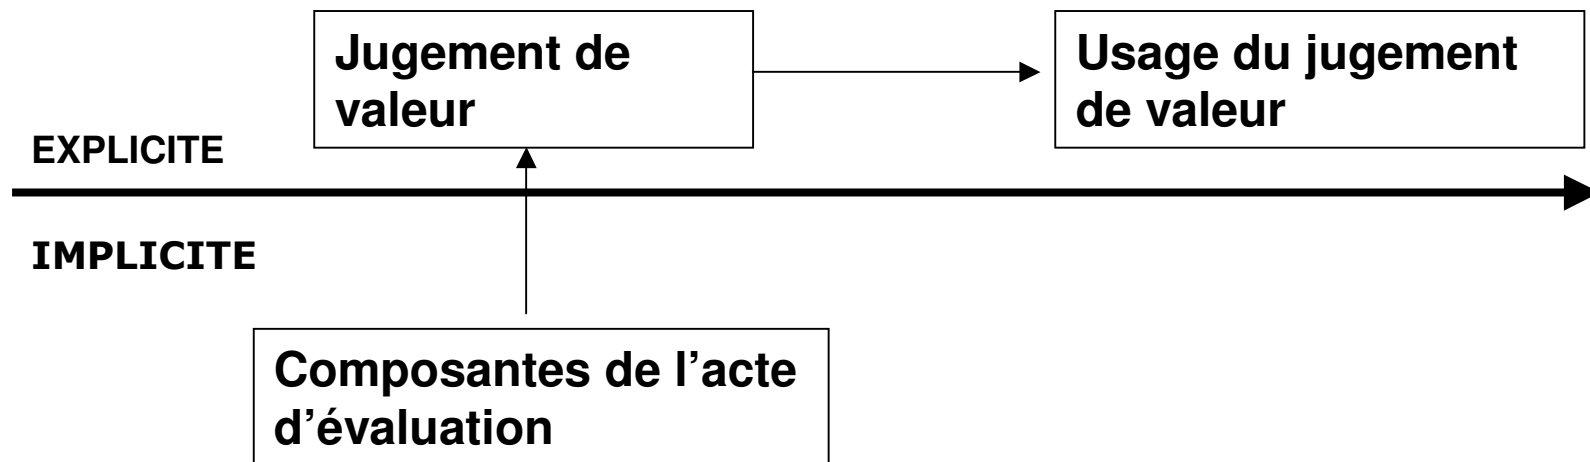 Jugement de
valeur
Usage du jugement
de valeur
EXPLICITE
IMPLICITE
Composantes de l’acte
d’évaluation